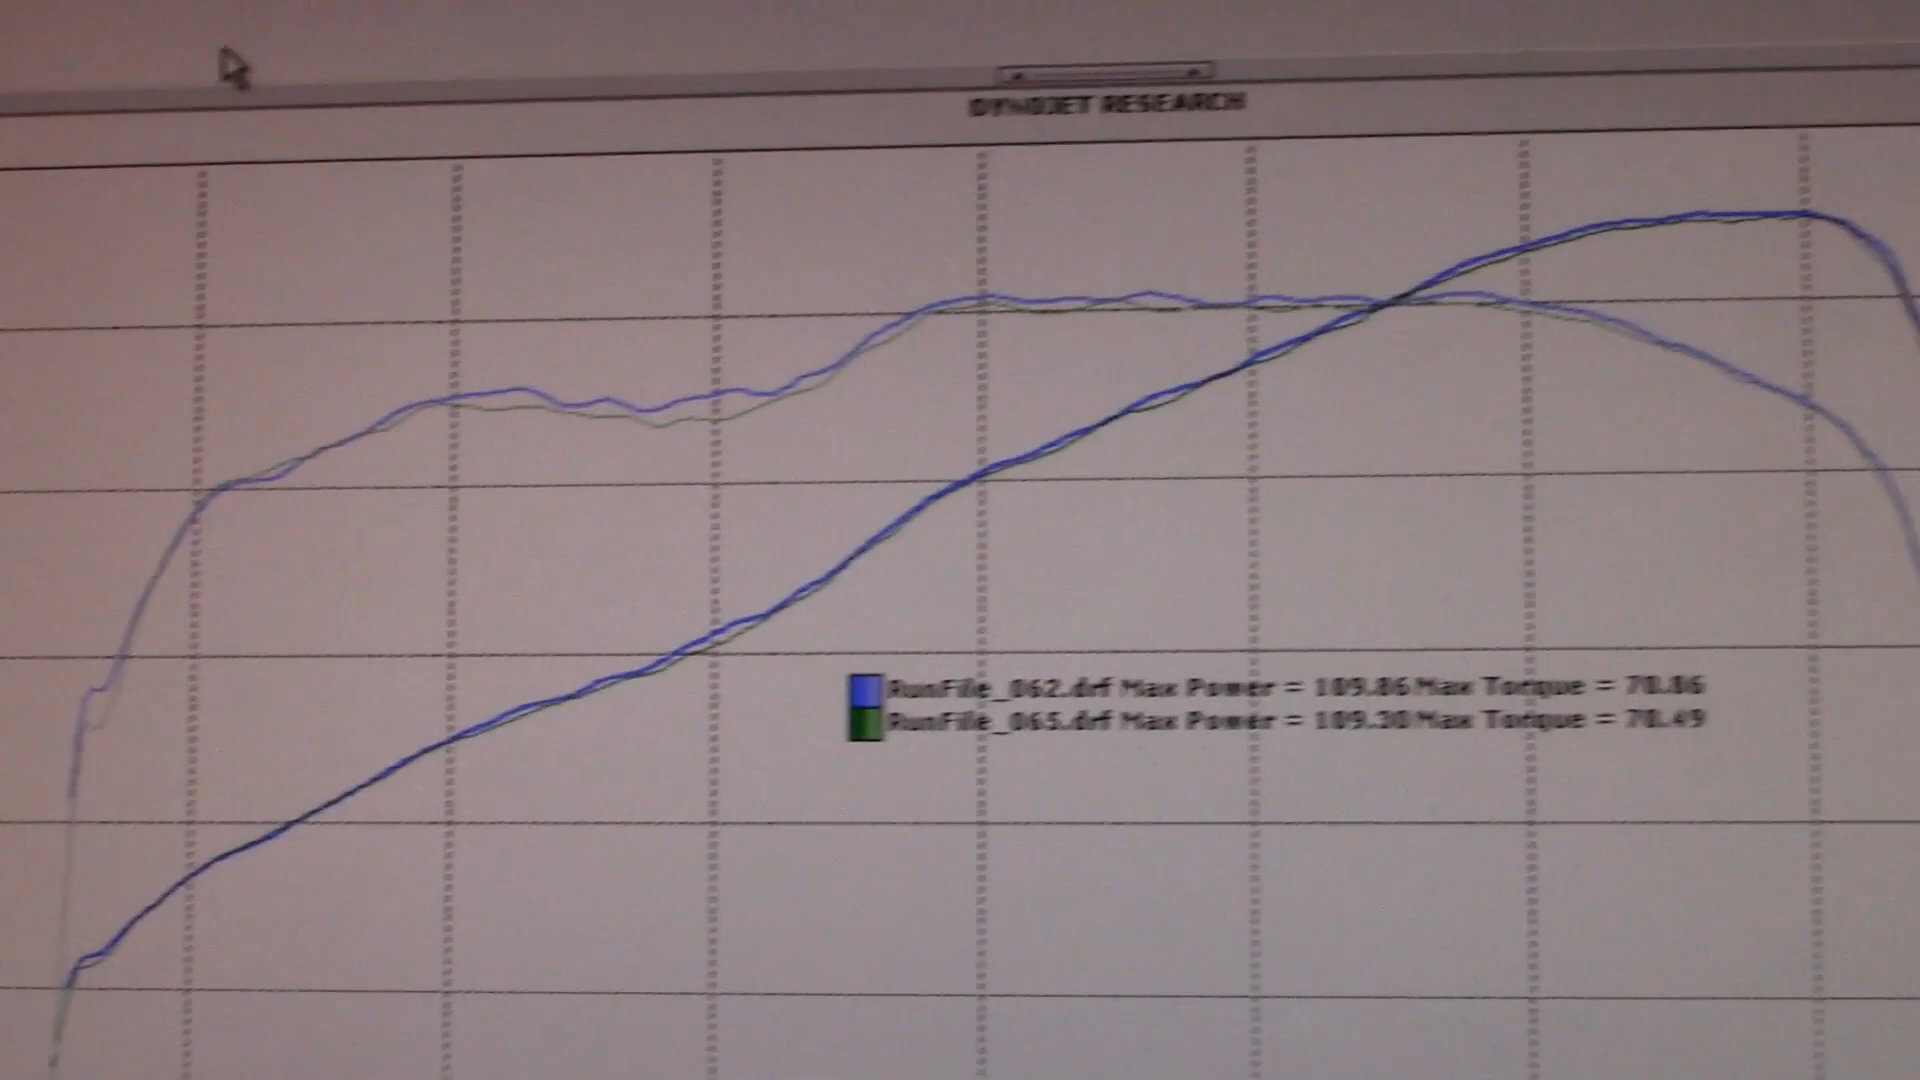 DYNOJET RESEARCH
RunFile_062.drf Max Power = 109.86 Max Torque = 70.86
RunFile_065.drf Max Power = 109.30 Max Torque = 70.49